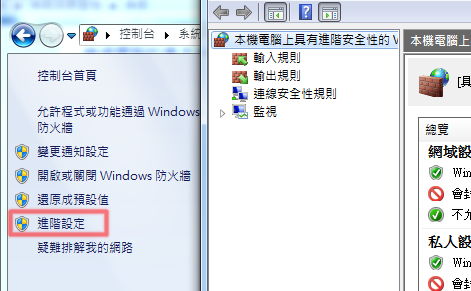 控制台
系統
控制台首頁
允許程式或功能通過 Windows
防火牆
變更通知設定
開啟或關閉 Windows 防火牆
還原成預設值
進階設定
疑難排解我的網路
本機電腦上具有進階安全性的
輸入規則
輸出規則
連線安全性規則
監視
本機電腦上
[具
總覽
網域設
Win
會封
不允
私人設
Win
會封